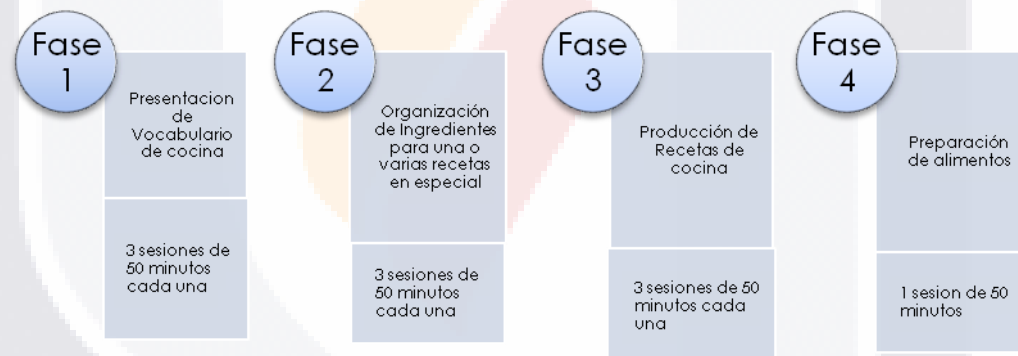 Fase
1
Presentacion
de
Vocabulario
de cocina
3 sesiones de
50 minutos
cada una
Fase
2
Organización
de Ingredientes
para una o
varias recetas
en especial
3 sesiones de
50 minutos
cada una
Fase
3
Producción de
Recetas de
cocina
3 sesiones de 50
minutos cada
una
Fase
4
Preparación
de alimentos
1 sesion de 50
minutos